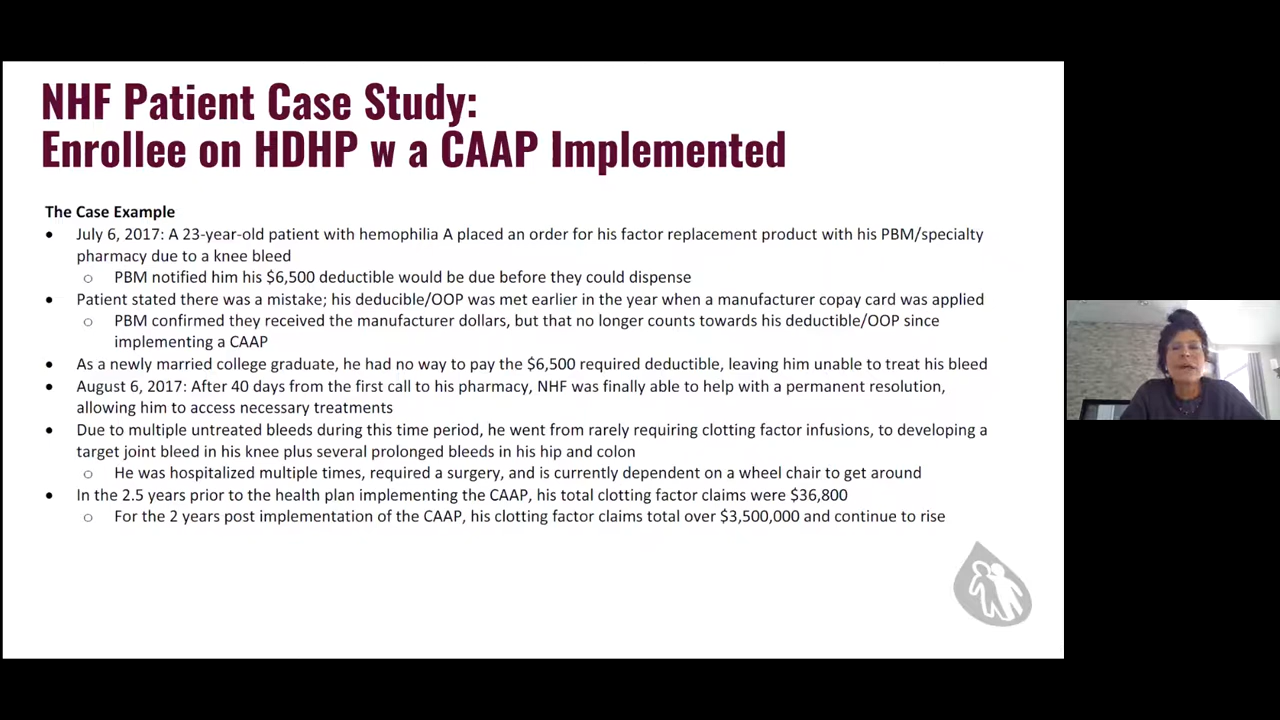 NHF Patient Case Study:
Enrollee on HDHP w a CAAP Implemented
The Case Example
• July 6, 2017: A 23-year-old patient with hemophilia A placed an order for his factor replacement product with his PBM/specialty
pharmacy due to a knee bleed
○ PBM notified him his $6,500 deductible would be due before they could dispense
• Patient stated there was a mistake; his deducible/OOP was met earlier in the year when a manufacturer copay card was applied
○ PBM confirmed they received the manufacturer dollars, but that no longer counts towards his deductible/OOP since
implementing a CAAP
• As a newly married college graduate, he had no way to pay the $6,500 required deductible, leaving him unable to treat his bleed
• August 6, 2017: After 40 days from the first call to his pharmacy, NHF was finally able to help with a permanent resolution,
allowing him to access necessary treatments
• Due to multiple untreated bleeds during this time period, he went from rarely requiring clotting factor infusions, to developing a
target joint bleed in his knee plus several prolonged bleeds in his hip and colon
○ He was hospitalized multiple times, required a surgery, and is currently dependent on a wheel chair to get around
• In the 2.5 years prior to the health plan implementing the CAAP, his total clotting factor claims were $36,800
○ For the 2 years post implementation of the CAAP, his clotting factor claims total over $3,500,000 and continue to rise